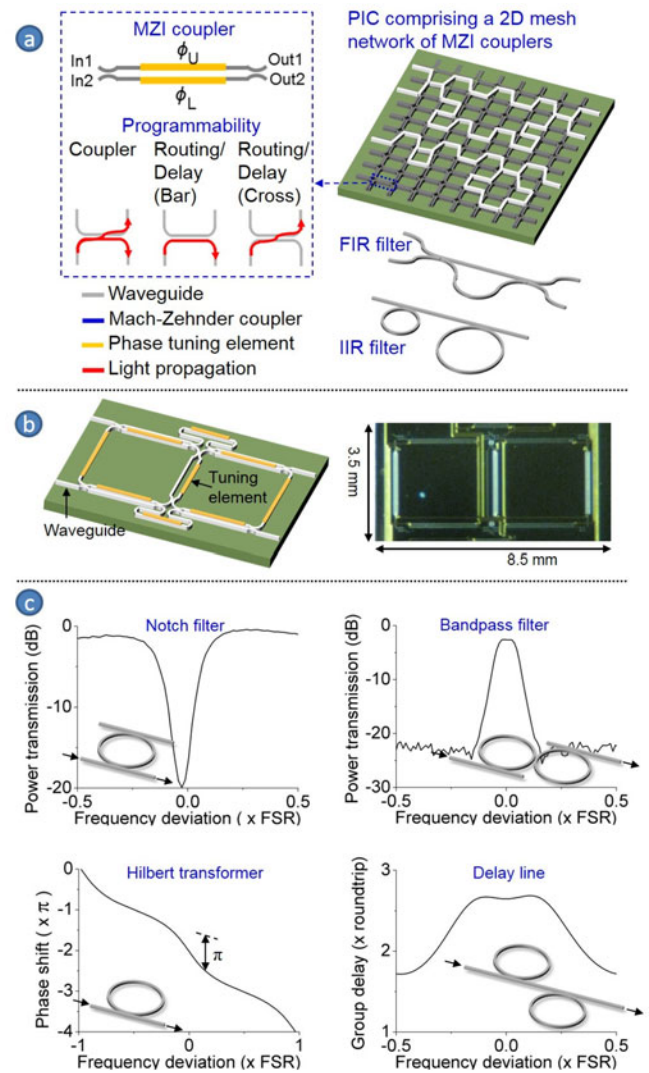 a
MZI coupler
In1
In2
ϕU
ϕL
Out1
Out2
Programmability
Coupler
Routing/
Delay
(Bar)
Routing/
Delay
(Cross)
Waveguide
Mach-Zehnder coupler
Phase tuning element
Light propagation
PIC comprising a 2D mesh
network of MZI couplers
FIR filter
IIR filter
b
Tuning
element
Waveguide
3.5 mm
8.5 mm
c
Notch filter
Power transmission (dB)
0
-10
-20
-0.5
0.0
0.5
Frequency deviation ( x FSR)
Bandpass filter
Power transmission (dB)
0
-10
-20
-30
-0.5
0.0
0.5
Frequency deviation (x FSR)
Hilbert transformer
Phase shift ( x π)
0
-1
-2
-3
-4
π
-1
0
1
Frequency deviation (x FSR)
Delay line
Group delay (x roundtrip)
3
2
1
-0.5
0.0
0.5
Frequency deviation (x FSR)